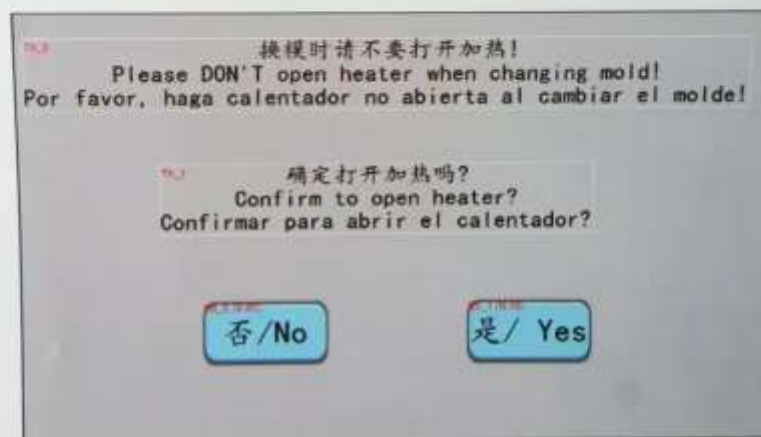 换模时请不要打开加热!
Please DON'T open heater when changing mold!
Por favor, haga calentador no abierta al cambiar el molde!
确定打开加热吗?
Confirm to open heater?
Confirmar para abrir el calentador?
否/No
是/ Yes